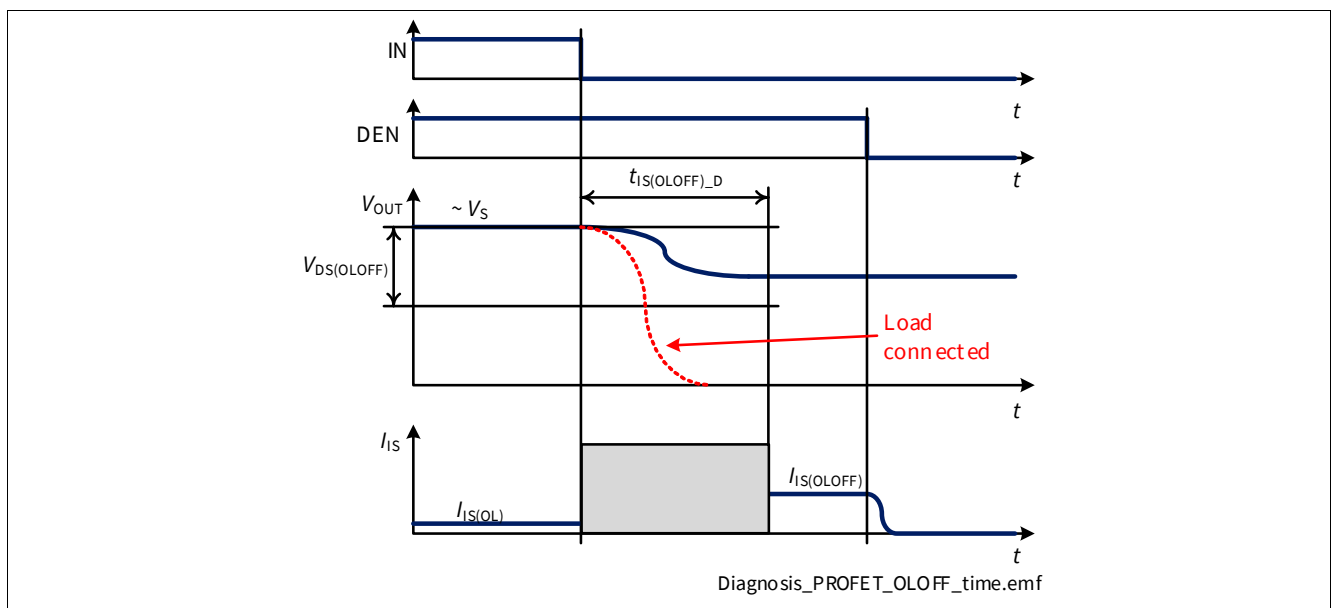 IN
t
DEN
t
tIS(OLOFF)_D
VOUT
~ VS
VDS(OLOFF)
Load
connected
t
IIS
IIS(OL)
IIS(OLOFF)
t
Diagnosis_PROFET_OLOFF_time.emf